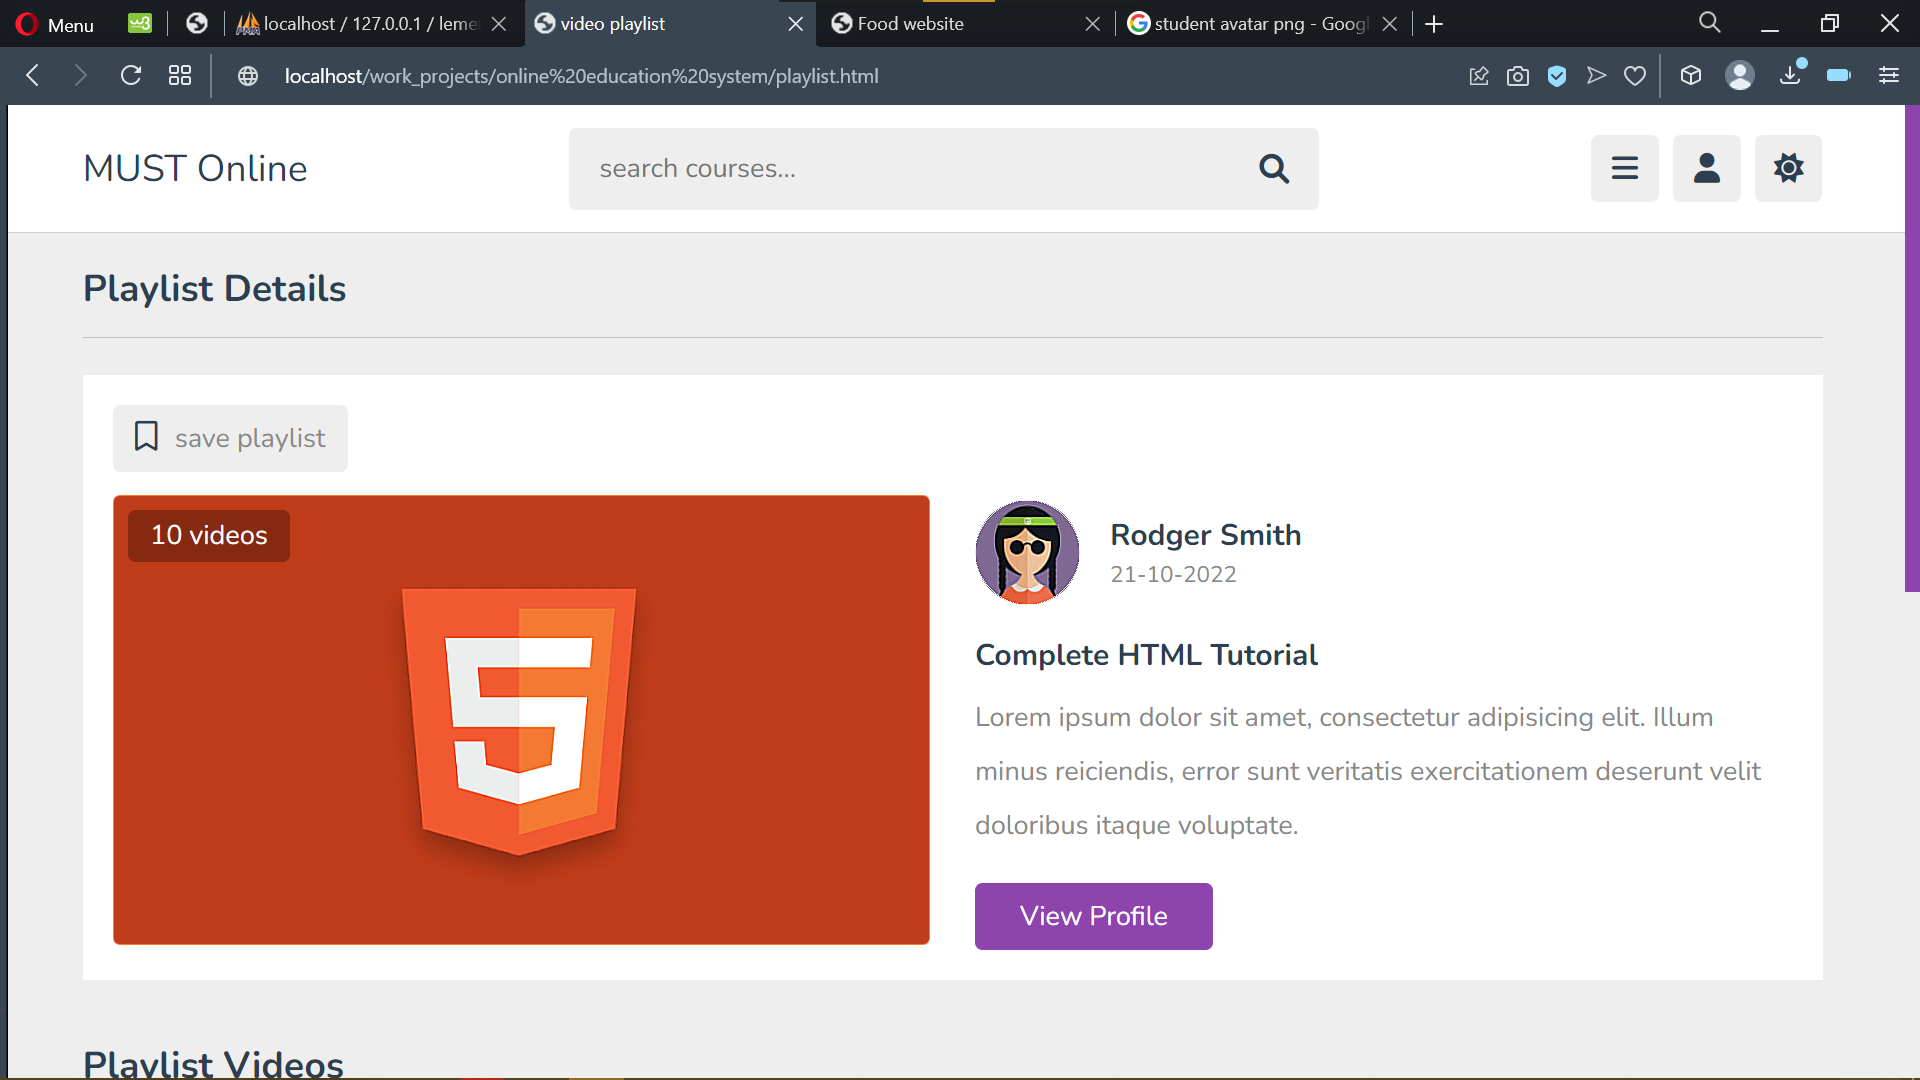 Menu
localhost / 127.0.0.1 / leme
video playlist
Food website
student avatar png - Googl
localhost/work_projects/online%20education%20system/playlist.html
MUST Online
search courses...
Playlist Details
save playlist
10 videos
Rodger Smith
21-10-2022
Complete HTML Tutorial
Lorem ipsum dolor sit amet, consectetur adipisicing elit. Illum
minus reiciendis, error sunt veritatis exercitationem deserunt velit
doloribus itaque voluptate.
View Profile
Playlist Videos